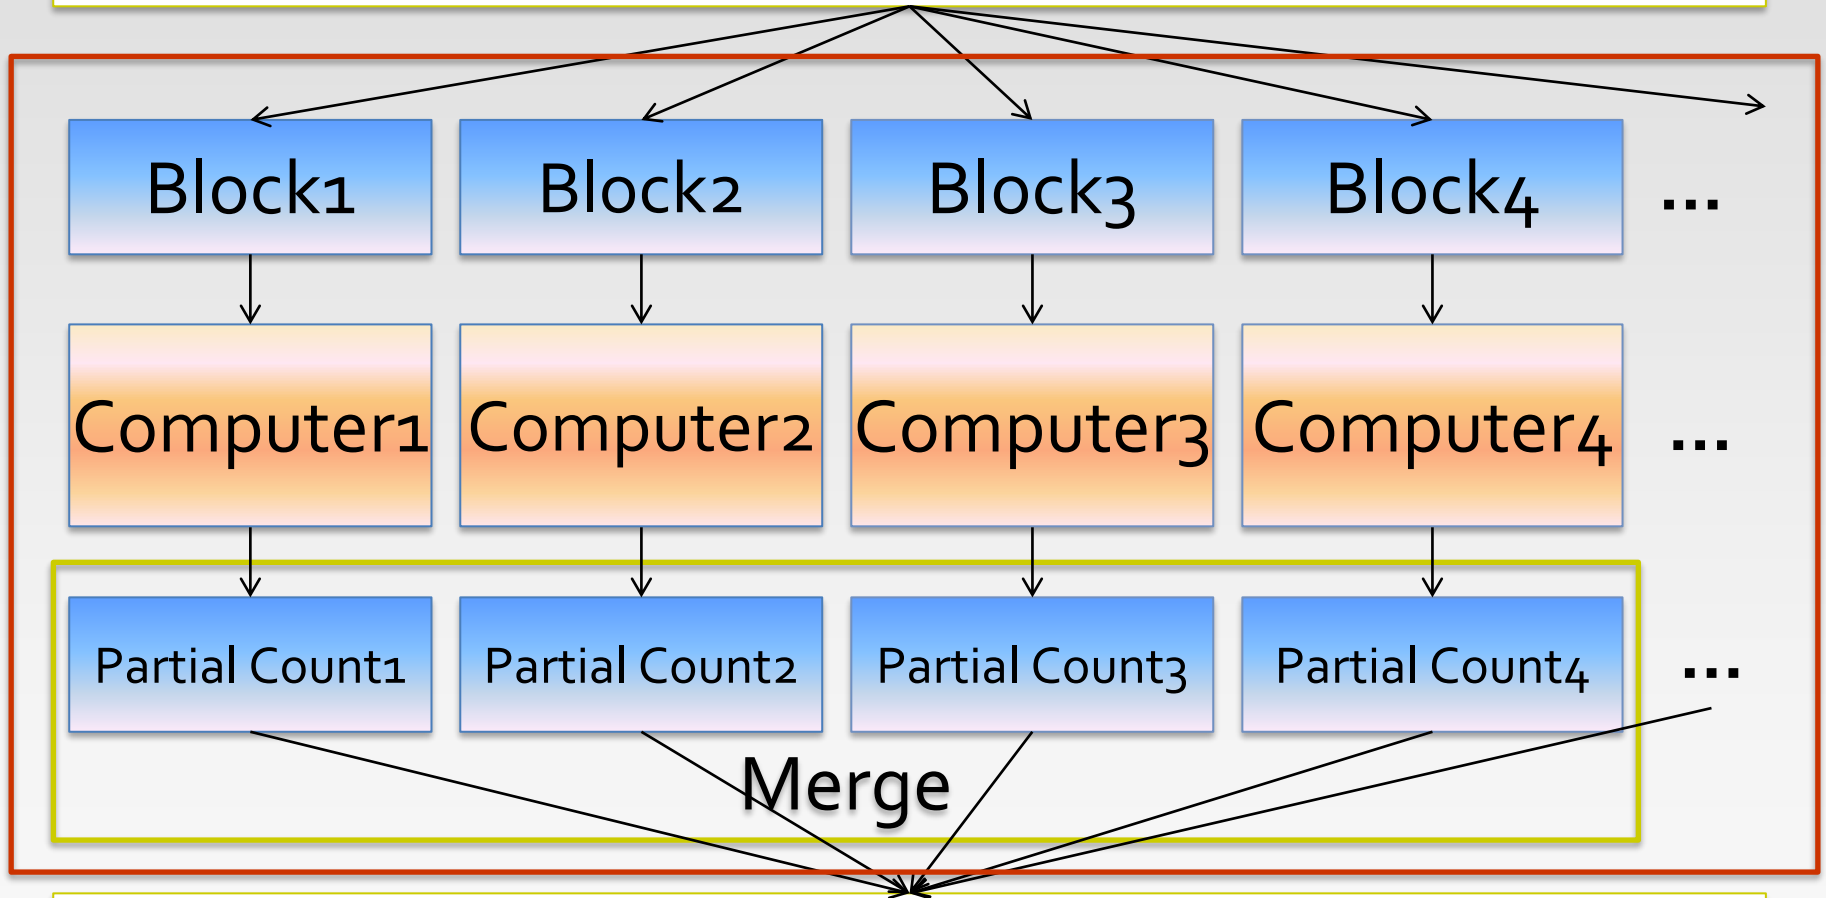 Block1 Block2 Block3 Block4 ...
Computer1 Computer2 Computer3 Computer4 ...
Partial Count1 Partial Count2 Partial Count3 Partial Count4 ...
Merge